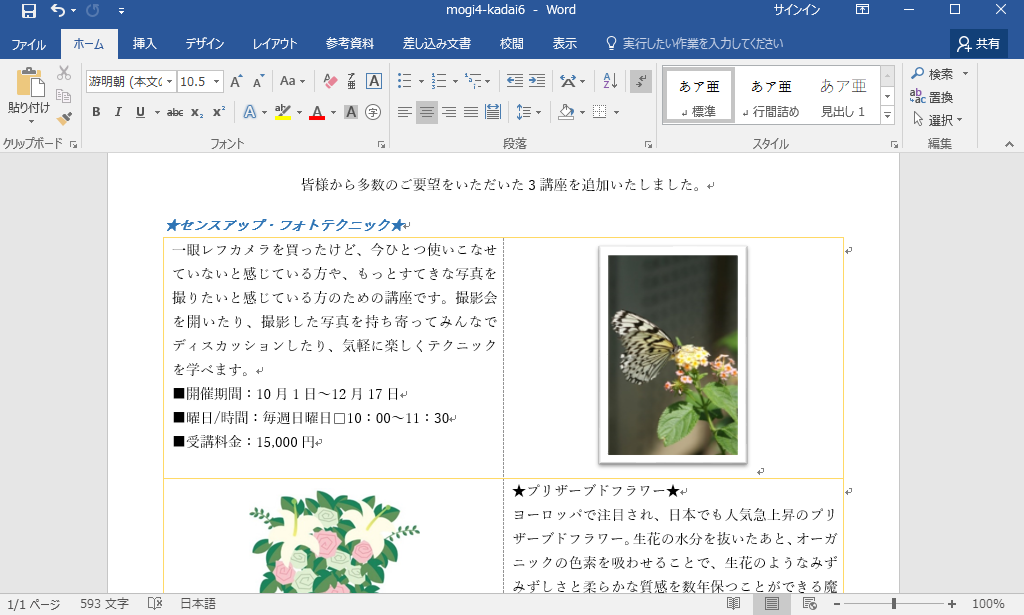 mogi4-kadai6 - Word
サインイン
ファイル ホーム 挿入 デザイン レイアウト 参考資料 差し込み文書 校閲 表示 実行したい作業を入力してください 共有
貼り付け
游明朝 (本文の 10.5 A A Aa 亜 A
B I U abc x₂ x² A ab A A 字
あア亜 あア亜 あア亜
標準 行間詰め 見出し 1
検索
置換
選択
クリップボード フォント 段落 スタイル 編集
皆様から多数のご要望をいただいた 3 講座を追加いたしました。
★センスアップ・フォトテクニック★
一眼レフカメラを買ったけど、今ひとつ使いこなせ
ていないと感じている方や、もっとすてきな写真を
撮りたいと感じている方のための講座です。撮影会
を開いたり、撮影した写真を持ち寄ってみんなで
ディスカッションしたり、気軽に楽しくテクニック
を学べます。
■開催期間：10 月 1 日～12 月 17 日
■曜日/時間：毎週日曜日□10：00～11：30
■受講料金：15,000 円
★プリザーブドフラワー★
ヨーロッパで注目され、日本でも人気急上昇のプリ
ザーブドフラワー。生花の水分を抜いたあと、オーガ
ニックの色素を吸わせることで、生花のようなみず
みずしさと柔らかな質感を数年保つことができる魔
1/1 ページ 593 文字 日本語 100%